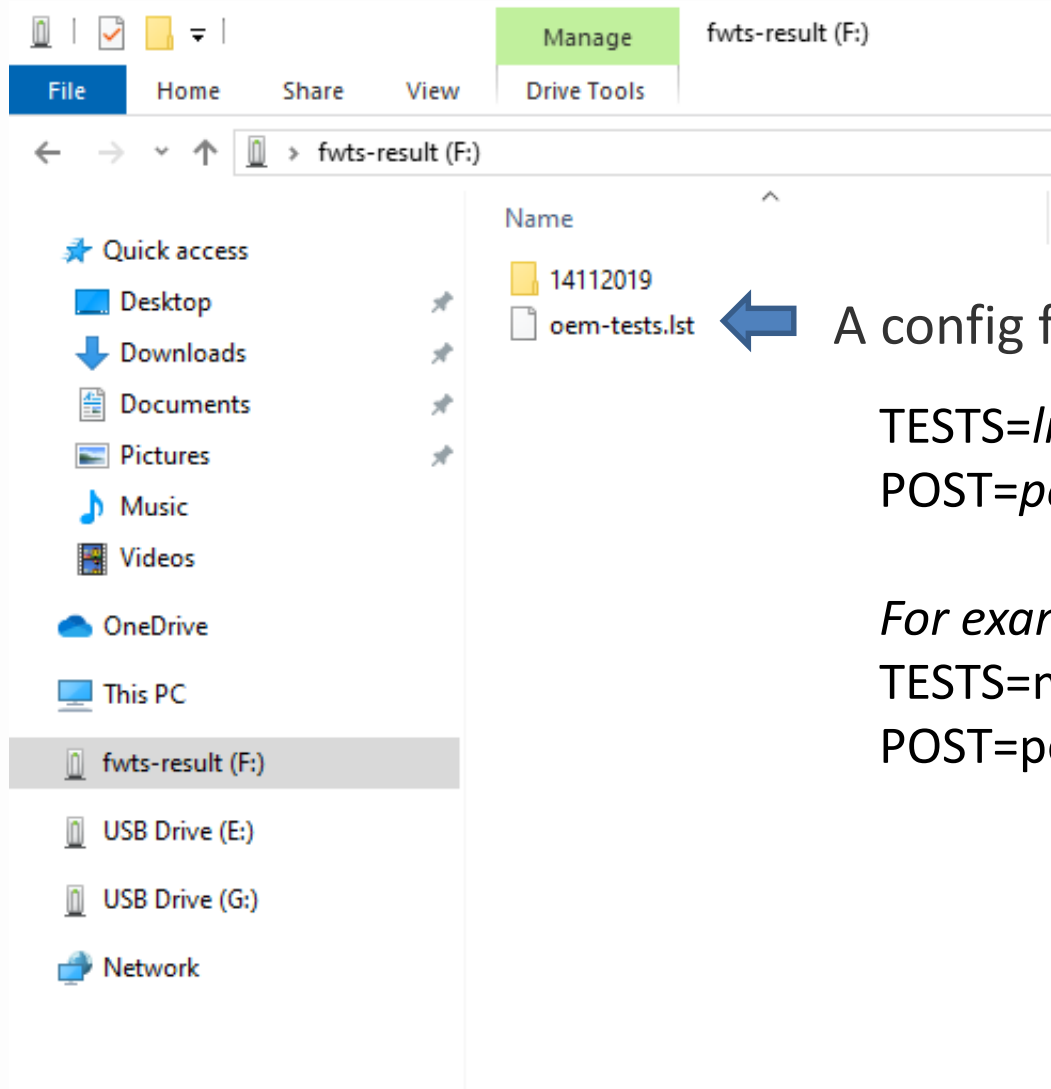 Manage fwts-result (F:)
File Home Share View Drive Tools
fwts-result (F:)
Name
Quick access
14112019
Desktop
oem-tests.lst
A config
Downloads
Documents
TESTS=
Pictures
POST=
Music
Videos
For
OneDrive
TESTS=
This PC
POST=
fwts-result (F:)
USB Drive (E:)
USB Drive (G:)
Network